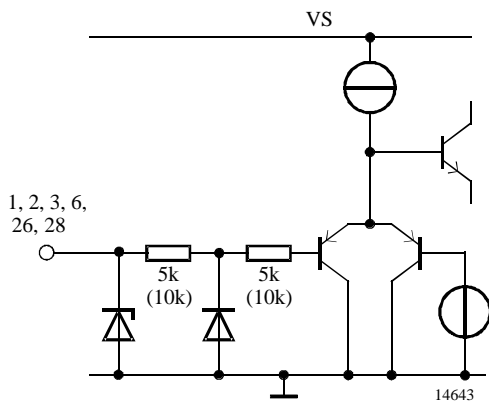 VS
1, 2, 3, 6,
26, 28
5k
(10k)
5k
(10k)
14643